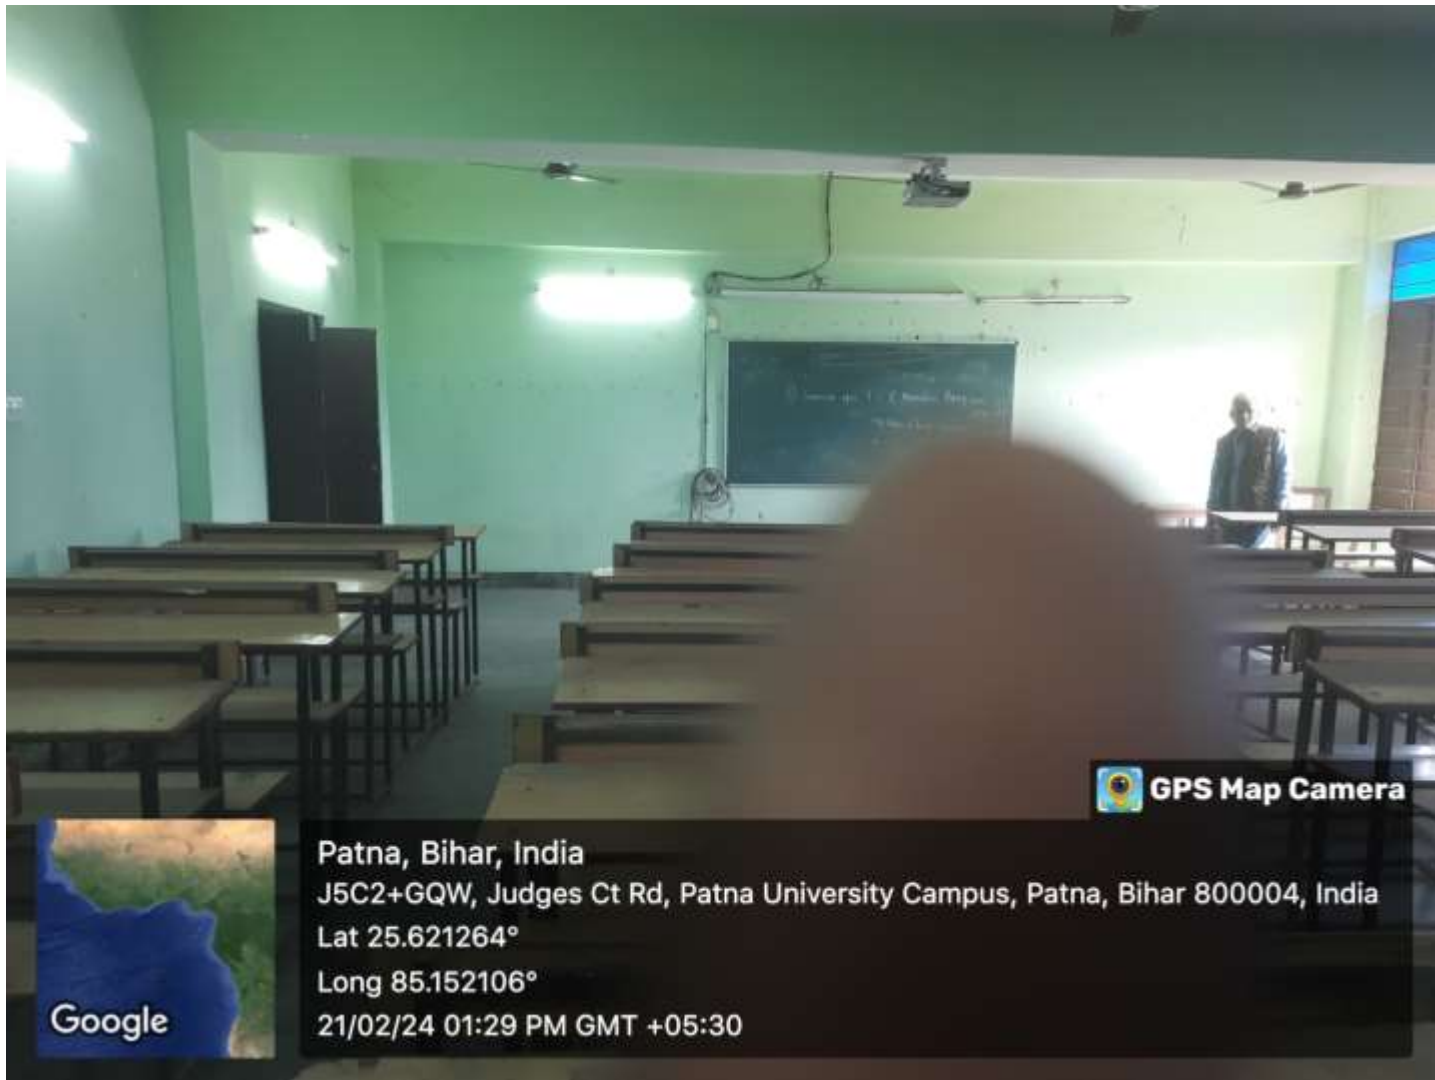 GPS Map Camera
Patna, Bihar, India
J5C2+GQW, Judges Ct Rd, Patna University Campus, Patna, Bihar 800004, India
Lat 25.621264°
Long 85.152106°
21/02/24 01:29 PM GMT +05:30
Google